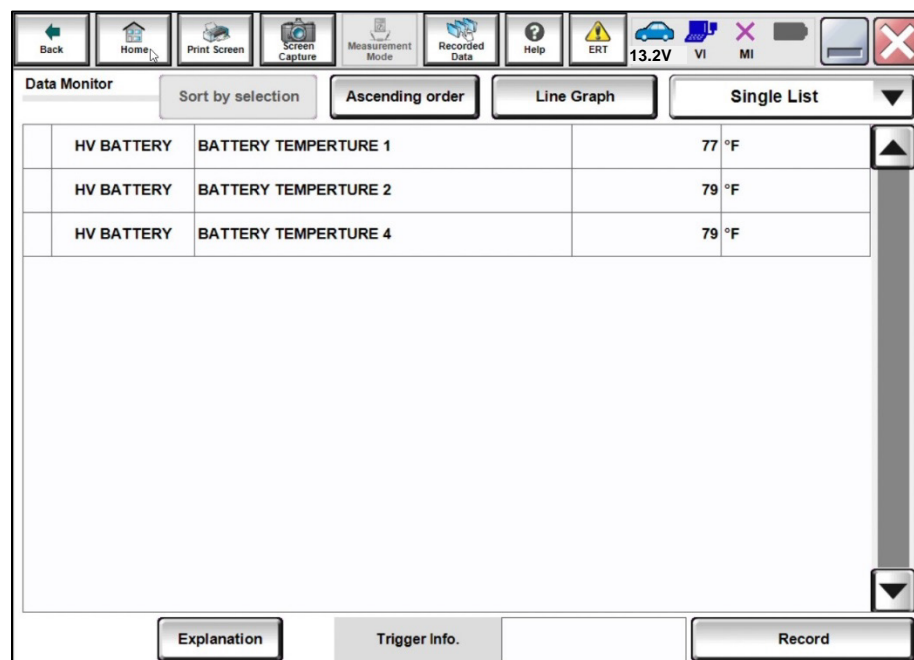 Back
Home
Print Screen
Screen
Capture
Measurement
Mode
Recorded
Data
Help
ERT
13.2V
VI
MI
Data Monitor
Sort by selection
Ascending order
Line Graph
Single List
HV BATTERY BATTERY TEMPERTURE 1 77 °F
HV BATTERY BATTERY TEMPERTURE 2 79 °F
HV BATTERY BATTERY TEMPERTURE 4 79 °F
Explanation
Trigger Info.
Record